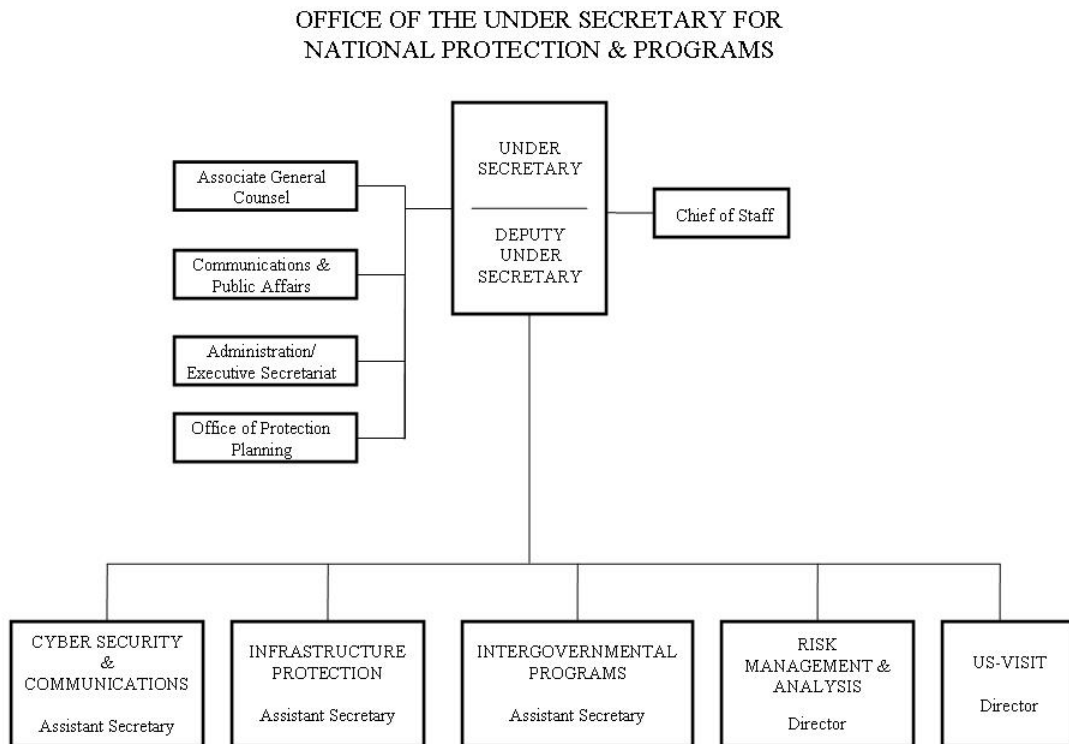 OFFICE OF THE UNDER SECRETARY FOR
NATIONAL PROTECTION & PROGRAMS
UNDER
SECRETARY
DEPUTY
UNDER
SECRETARY
Associate General
Counsel
Communications &
Public Affairs
Administration/
Executive Secretariat
Office of Protection
Planning
Chief of Staff
CYBER SECURITY
&
COMMUNICATIONS
Assistant Secretary
INFRASTRUCTURE
PROTECTION
Assistant Secretary
INTERGOVERNMENTAL
PROGRAMS
Assistant Secretary
RISK
MANAGEMENT &
ANALYSIS
Director
US-VISIT
Director